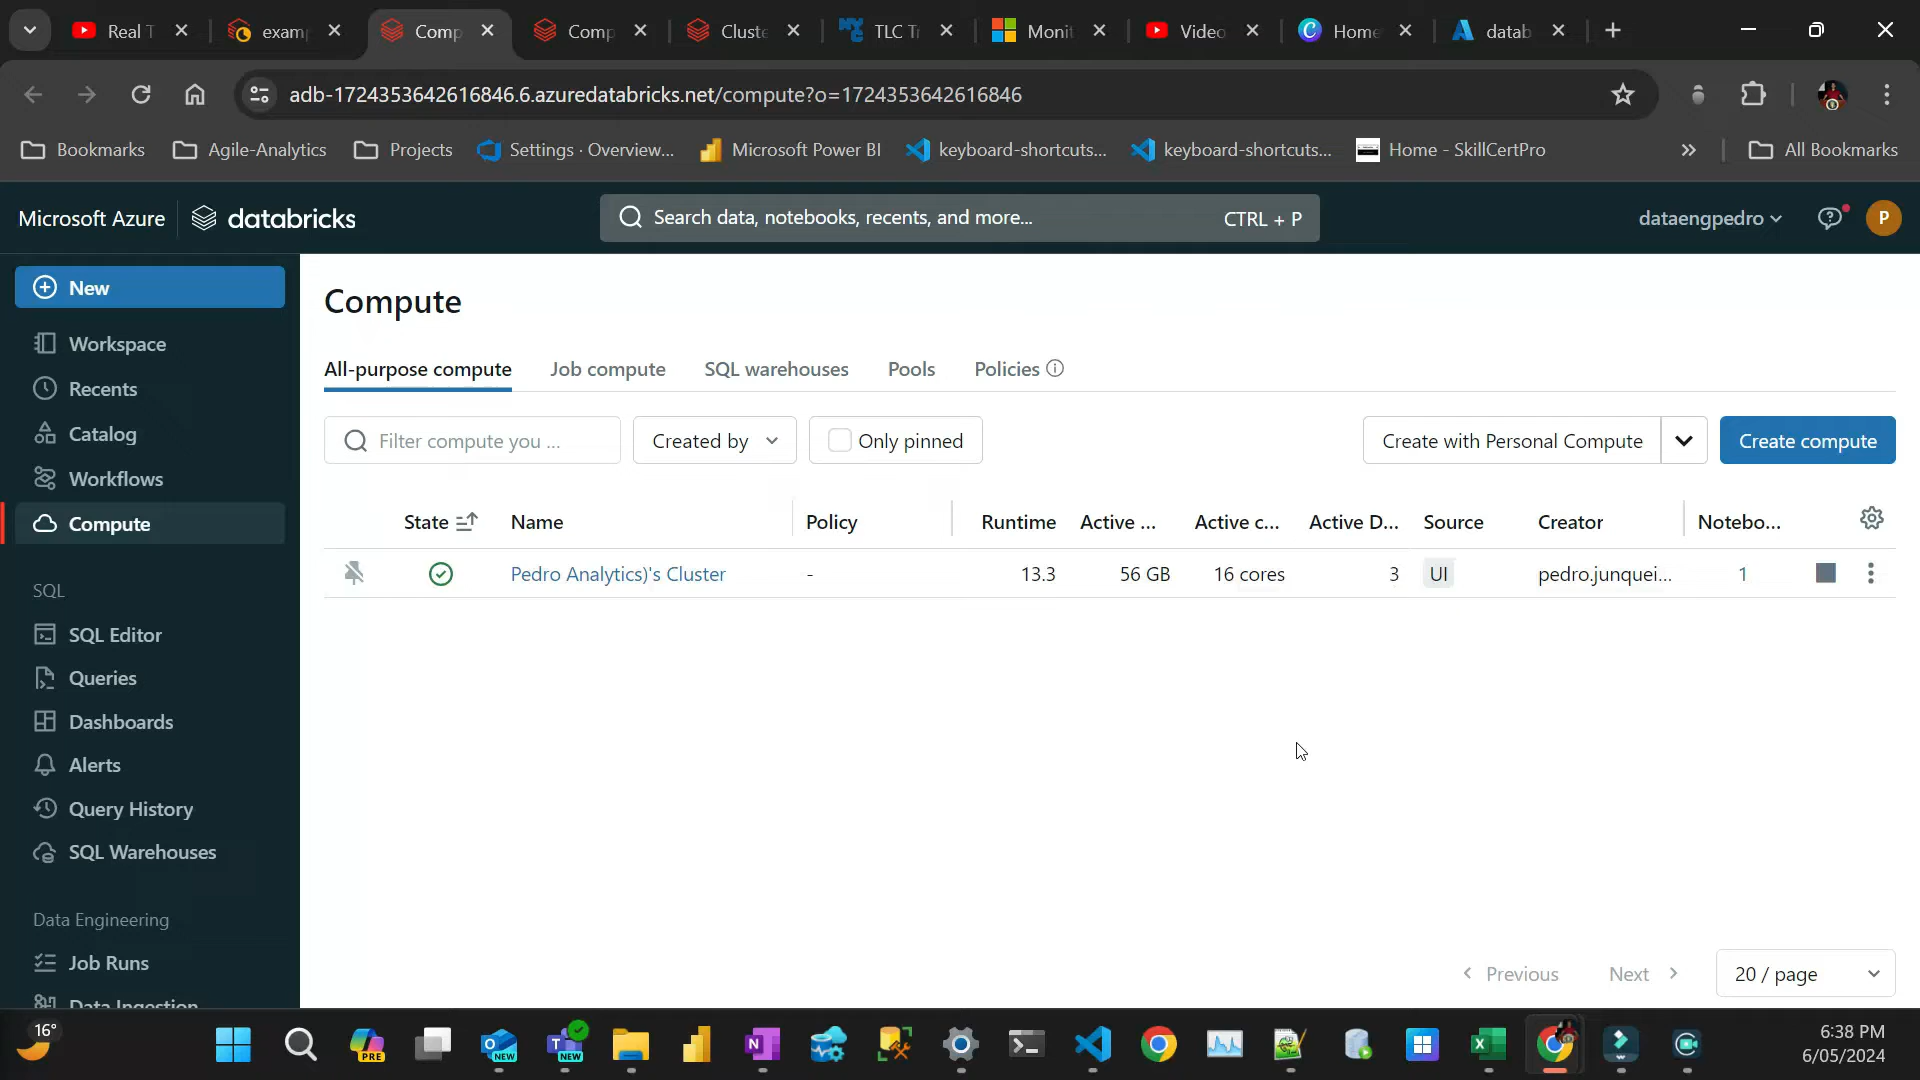 Real T
examp
Comp
Comp
Cluste
TLC Tr
Monit
Video
Home
datab
adb-1724353642616846.6.azuredatabricks.net/compute?o=1724353642616846
Bookmarks
Agile-Analytics
Projects
Settings · Overview...
Microsoft Power BI
keyboard-shortcuts...
keyboard-shortcuts...
Home - SkillCertPro
All Bookmarks
Microsoft Azure
databricks
Search data, notebooks, recents, and more...
CTRL + P
dataengpedro
P
New
Workspace
Recents
Catalog
Workflows
Compute
SQL
SQL Editor
Queries
Dashboards
Alerts
Query History
SQL Warehouses
Data Engineering
Job Runs
Data Ingestion
Compute
All-purpose compute
Job compute
SQL warehouses
Pools
Policies
Filter compute you ...
Created by
Only pinned
Create with Personal Compute
Create compute
State Name Policy Runtime Active ... Active c... Active D... Source Creator Notebo...
Pedro Analytics)'s Cluster - 13.3 56 GB 16 cores 3 UI pedro.junquei... 1
Previous
Next
20 / page
16°
PRE
NEW
NEW
6:38 PM
6/05/2024